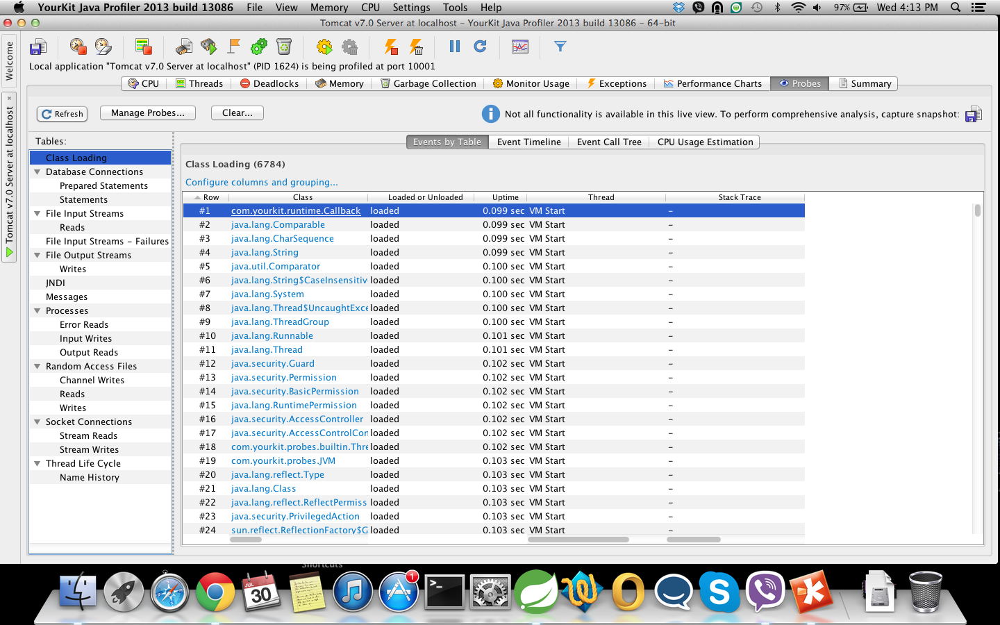 YourKit Java Profiler 2013 build 13086 File View Memory CPU Settings Tools Help 97% Wed 4:13 PM
Tomcat v7.0 Server at localhost - YourKit Java Profiler 2013 build 13086 - 64-bit
Welcome
Tomcat v7.0 Server at localhost
Local application "Tomcat v7.0 Server at localhost" (PID 1624) is being profiled at port 10001
CPU Threads Deadlocks Memory Garbage Collection Monitor Usage Exceptions Performance Charts Probes Summary
Refresh Manage Probes... Clear... Not all functionality is available in this live view. To perform comprehensive analysis, capture snapshot:
Tables:
Class Loading
Database Connections
Prepared Statements
Statements
File Input Streams
Reads
File Input Streams - Failures
File Output Streams
Writes
JNDI
Messages
Processes
Error Reads
Input Writes
Output Reads
Random Access Files
Channel Writes
Reads
Writes
Socket Connections
Stream Reads
Stream Writes
Thread Life Cycle
Name History
Events by Table Event Timeline Event Call Tree CPU Usage Estimation
Class Loading (6784)
Configure columns and grouping...
Row Class Loaded or Unloaded Uptime Thread Stack Trace
#1 com.yourkit.runtime.Callback loaded 0.099 sec VM Start -
#2 java.lang.Comparable loaded 0.099 sec VM Start -
#3 java.lang.CharSequence loaded 0.099 sec VM Start -
#4 java.lang.String loaded 0.099 sec VM Start -
#5 java.util.Comparator loaded 0.100 sec VM Start -
#6 java.lang.String$CaseInsensitiv loaded 0.100 sec VM Start -
#7 java.lang.System loaded 0.100 sec VM Start -
#8 java.lang.Thread$UncaughtExce loaded 0.100 sec VM Start -
#9 java.lang.ThreadGroup loaded 0.100 sec VM Start -
#10 java.lang.Runnable loaded 0.101 sec VM Start -
#11 java.lang.Thread loaded 0.101 sec VM Start -
#12 java.security.Guard loaded 0.102 sec VM Start -
#13 java.security.Permission loaded 0.102 sec VM Start -
#14 java.security.BasicPermission loaded 0.102 sec VM Start -
#15 java.lang.RuntimePermission loaded 0.102 sec VM Start -
#16 java.security.AccessController loaded 0.102 sec VM Start -
#17 java.security.AccessControlCon loaded 0.102 sec VM Start -
#18 com.yourkit.probes.builtin.Thre loaded 0.102 sec VM Start -
#19 com.yourkit.probes.JVM loaded 0.103 sec VM Start -
#20 java.lang.reflect.Type loaded 0.103 sec VM Start -
#21 java.lang.Class loaded 0.103 sec VM Start -
#22 java.lang.reflect.ReflectPermiss loaded 0.103 sec VM Start -
#23 java.security.PrivilegedAction loaded 0.103 sec VM Start -
#24 sun.reflect.ReflectionFactory$G loaded 0.103 sec VM Start -
Shortcuts
JUL
30
1